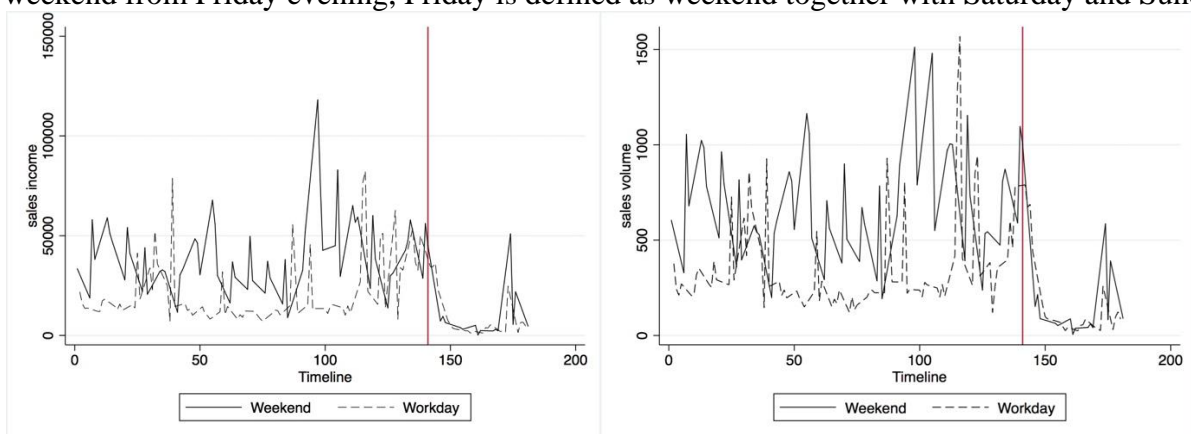 weekend from Friday evening, Friday is defined as weekend together with Saturday and
150000
100000
50000
0
sales income
0 50 100 150 200
Timeline
Weekend Workday
1500
1000
500
0
sales volume
0 50 100 150 200
Timeline
Weekend Workday